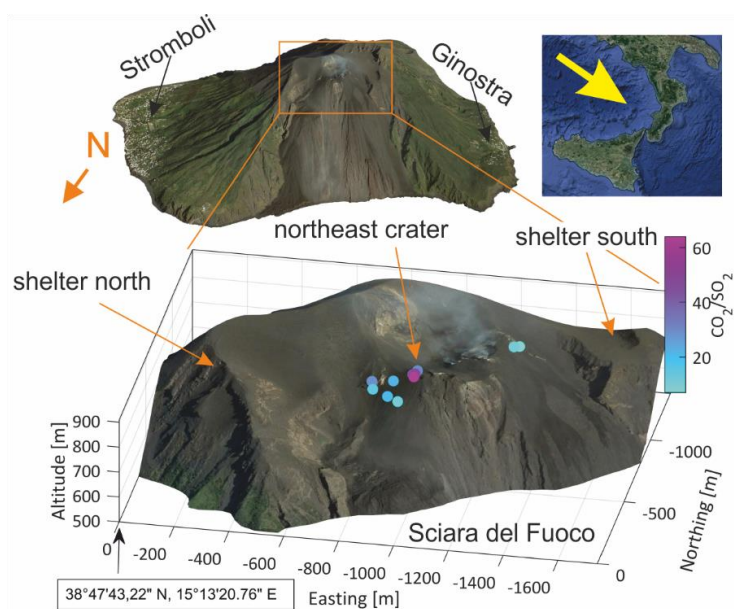 Stromboli
Ginostra
N
northeast crater
shelter south
shelter north
60
40
20
CO2/SO2
900
800
700
600
500
Altitude [m]
0
-200
-400
-600
-800
-1000
-1200
-1400
-1600
Easting [m]
0
-500
-1000
Northing [m]
Sciara del Fuoco
38°47'43,22" N, 15°13'20.76" E